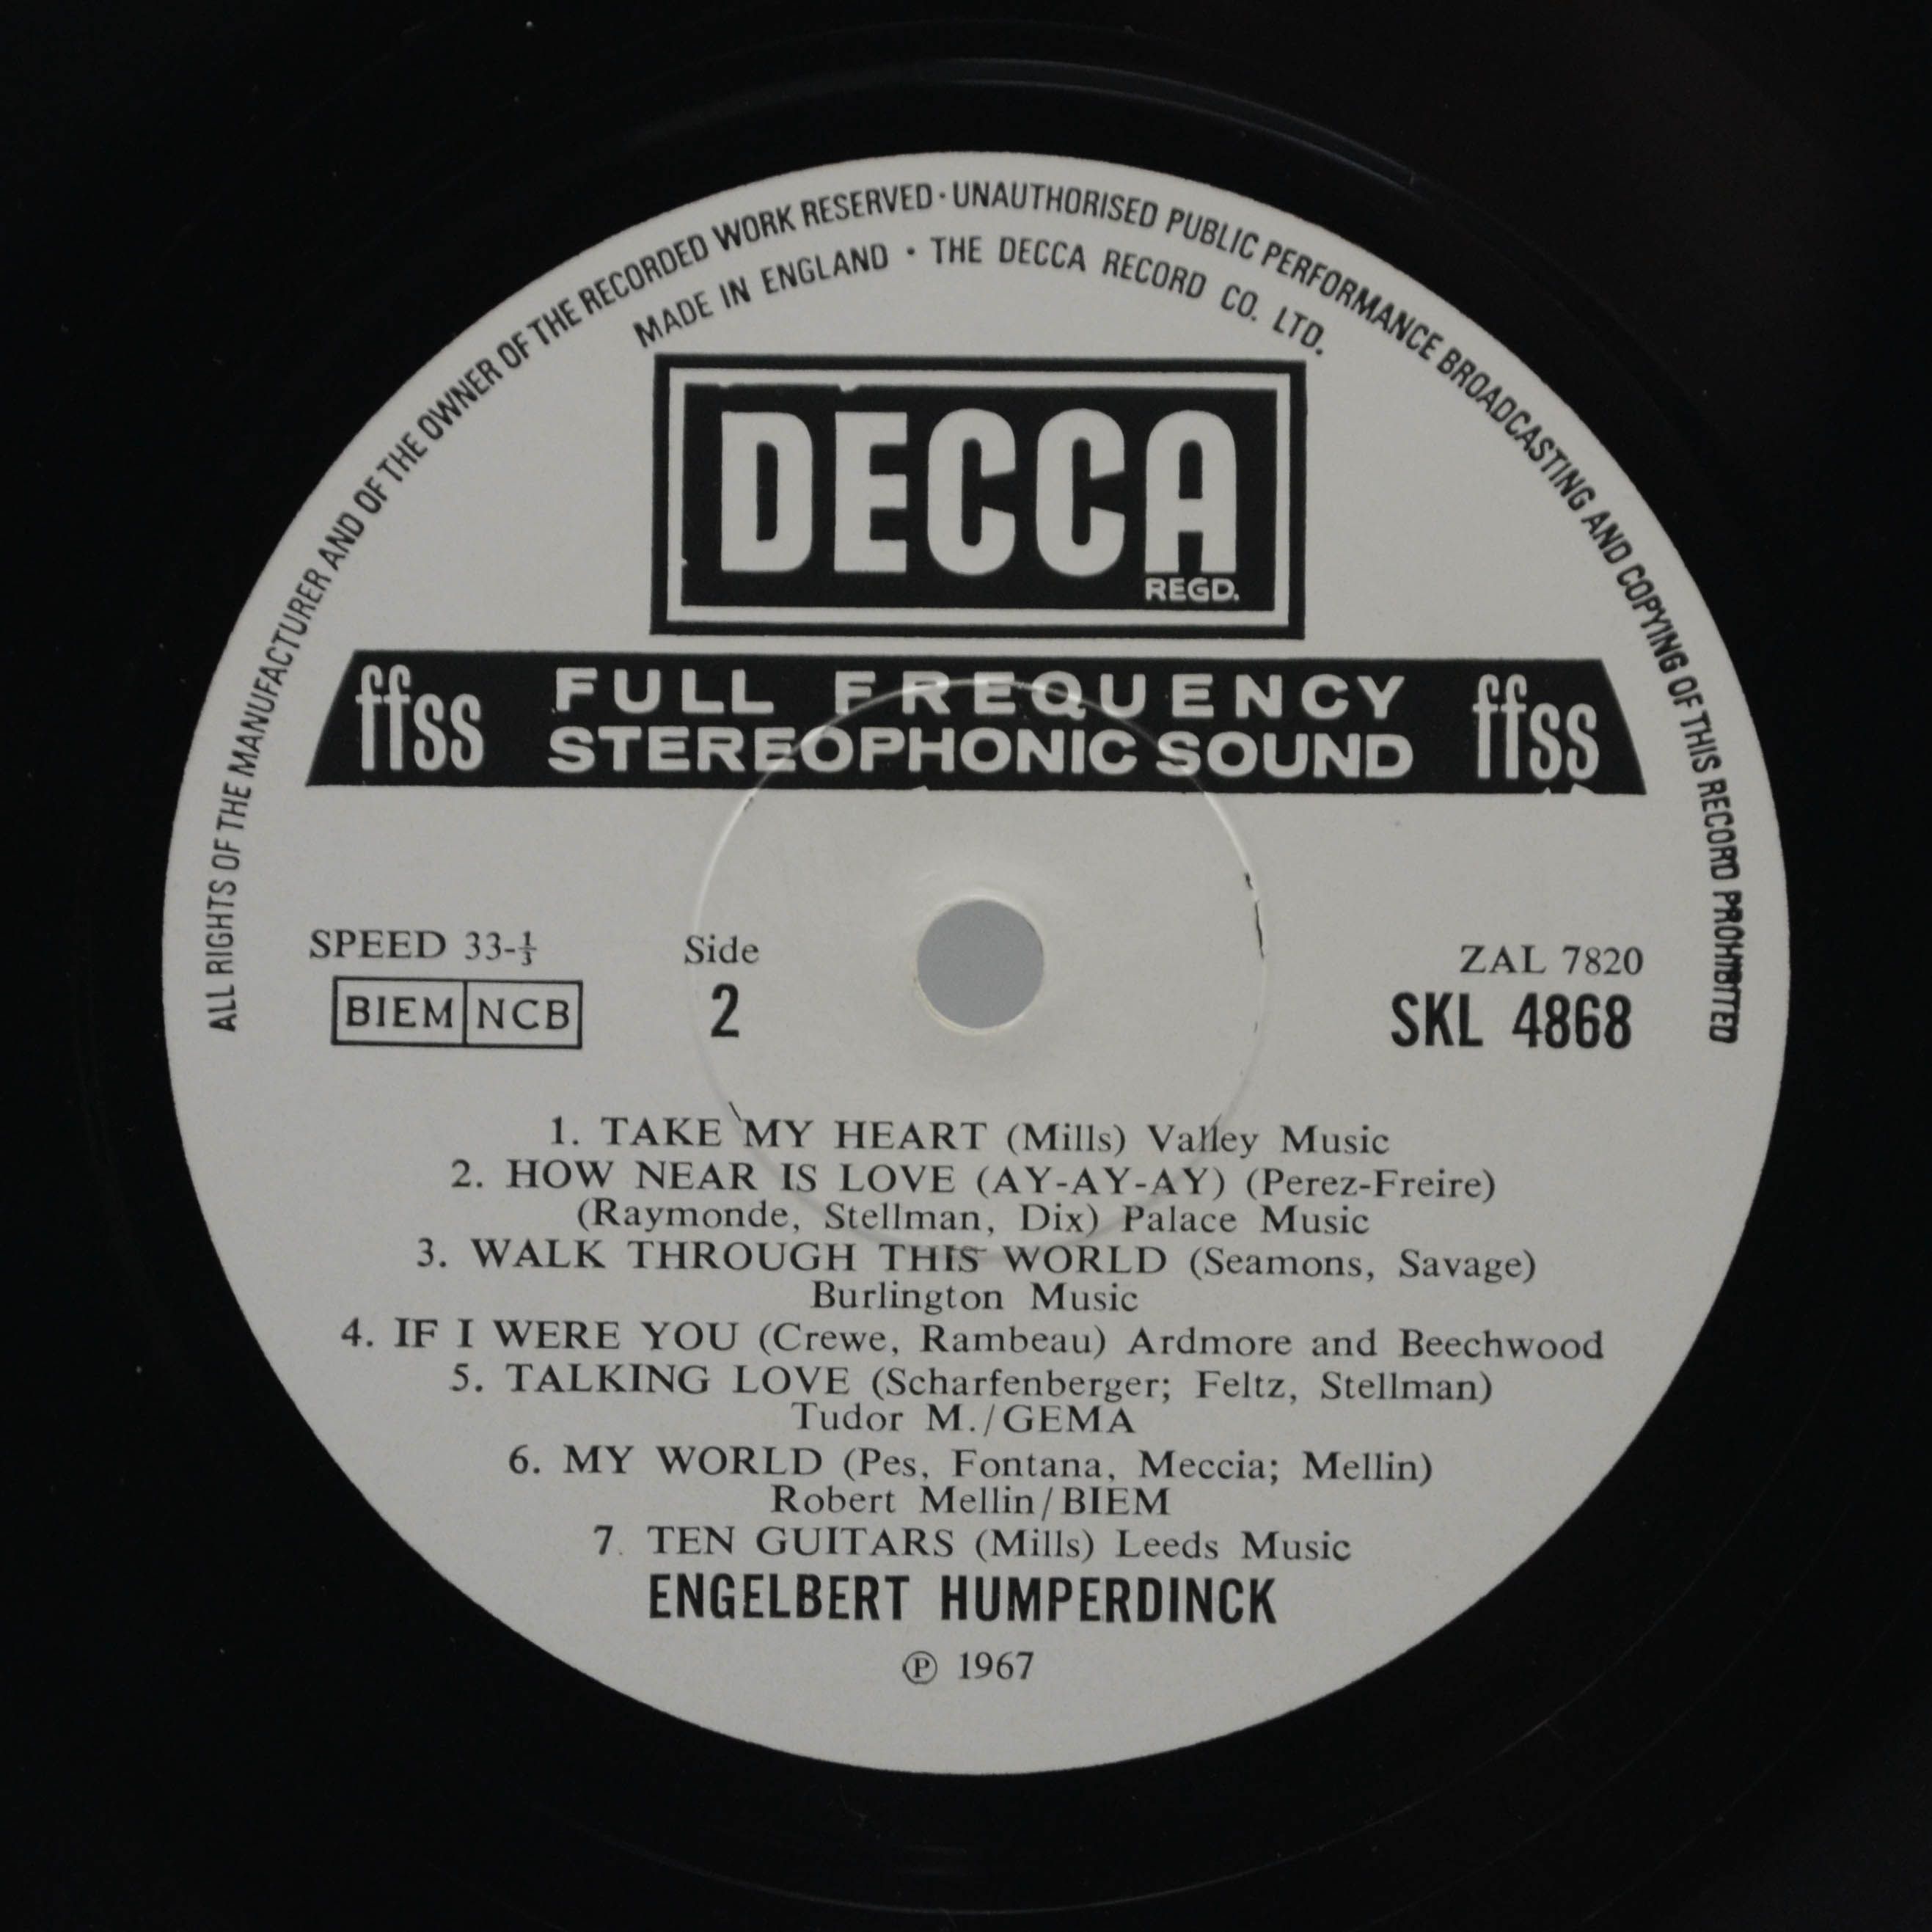 ALL RIGHTS OF THE MANUFACTURER AND OF THE OWNER OF THE RECORDED WORK RESERVED · UNAUTHORISED PUBLIC PERFORMANCE BROADCASTING AND COPYING OF THIS RECORD PROHIBITED
MADE IN ENGLAND · THE DECCA RECORD CO. LTD.
DECCA
REGD.
ffss FULL FREQUENCY ffss
STEREOPHONIC SOUND
SPEED 33-⅓ Side ZAL 7820
BIEM NCB 2 SKL 4868
1. TAKE MY HEART (Mills) Valley Music
2. HOW NEAR IS LOVE (AY-AY-AY) (Perez-Freire)
(Raymonde, Stellman, Dix) Palace Music
3. WALK THROUGH THIS WORLD (Seamons, Savage)
Burlington Music
4. IF I WERE YOU (Crewe, Rambeau) Ardmore and Beechwood
5. TALKING LOVE (Scharfenberger; Feltz, Stellman)
Tudor M./GEMA
6. MY WORLD (Pes, Fontana, Meccia; Mellin)
Robert Mellin/BIEM
7. TEN GUITARS (Mills) Leeds Music
ENGELBERT HUMPERDINCK
℗ 1967